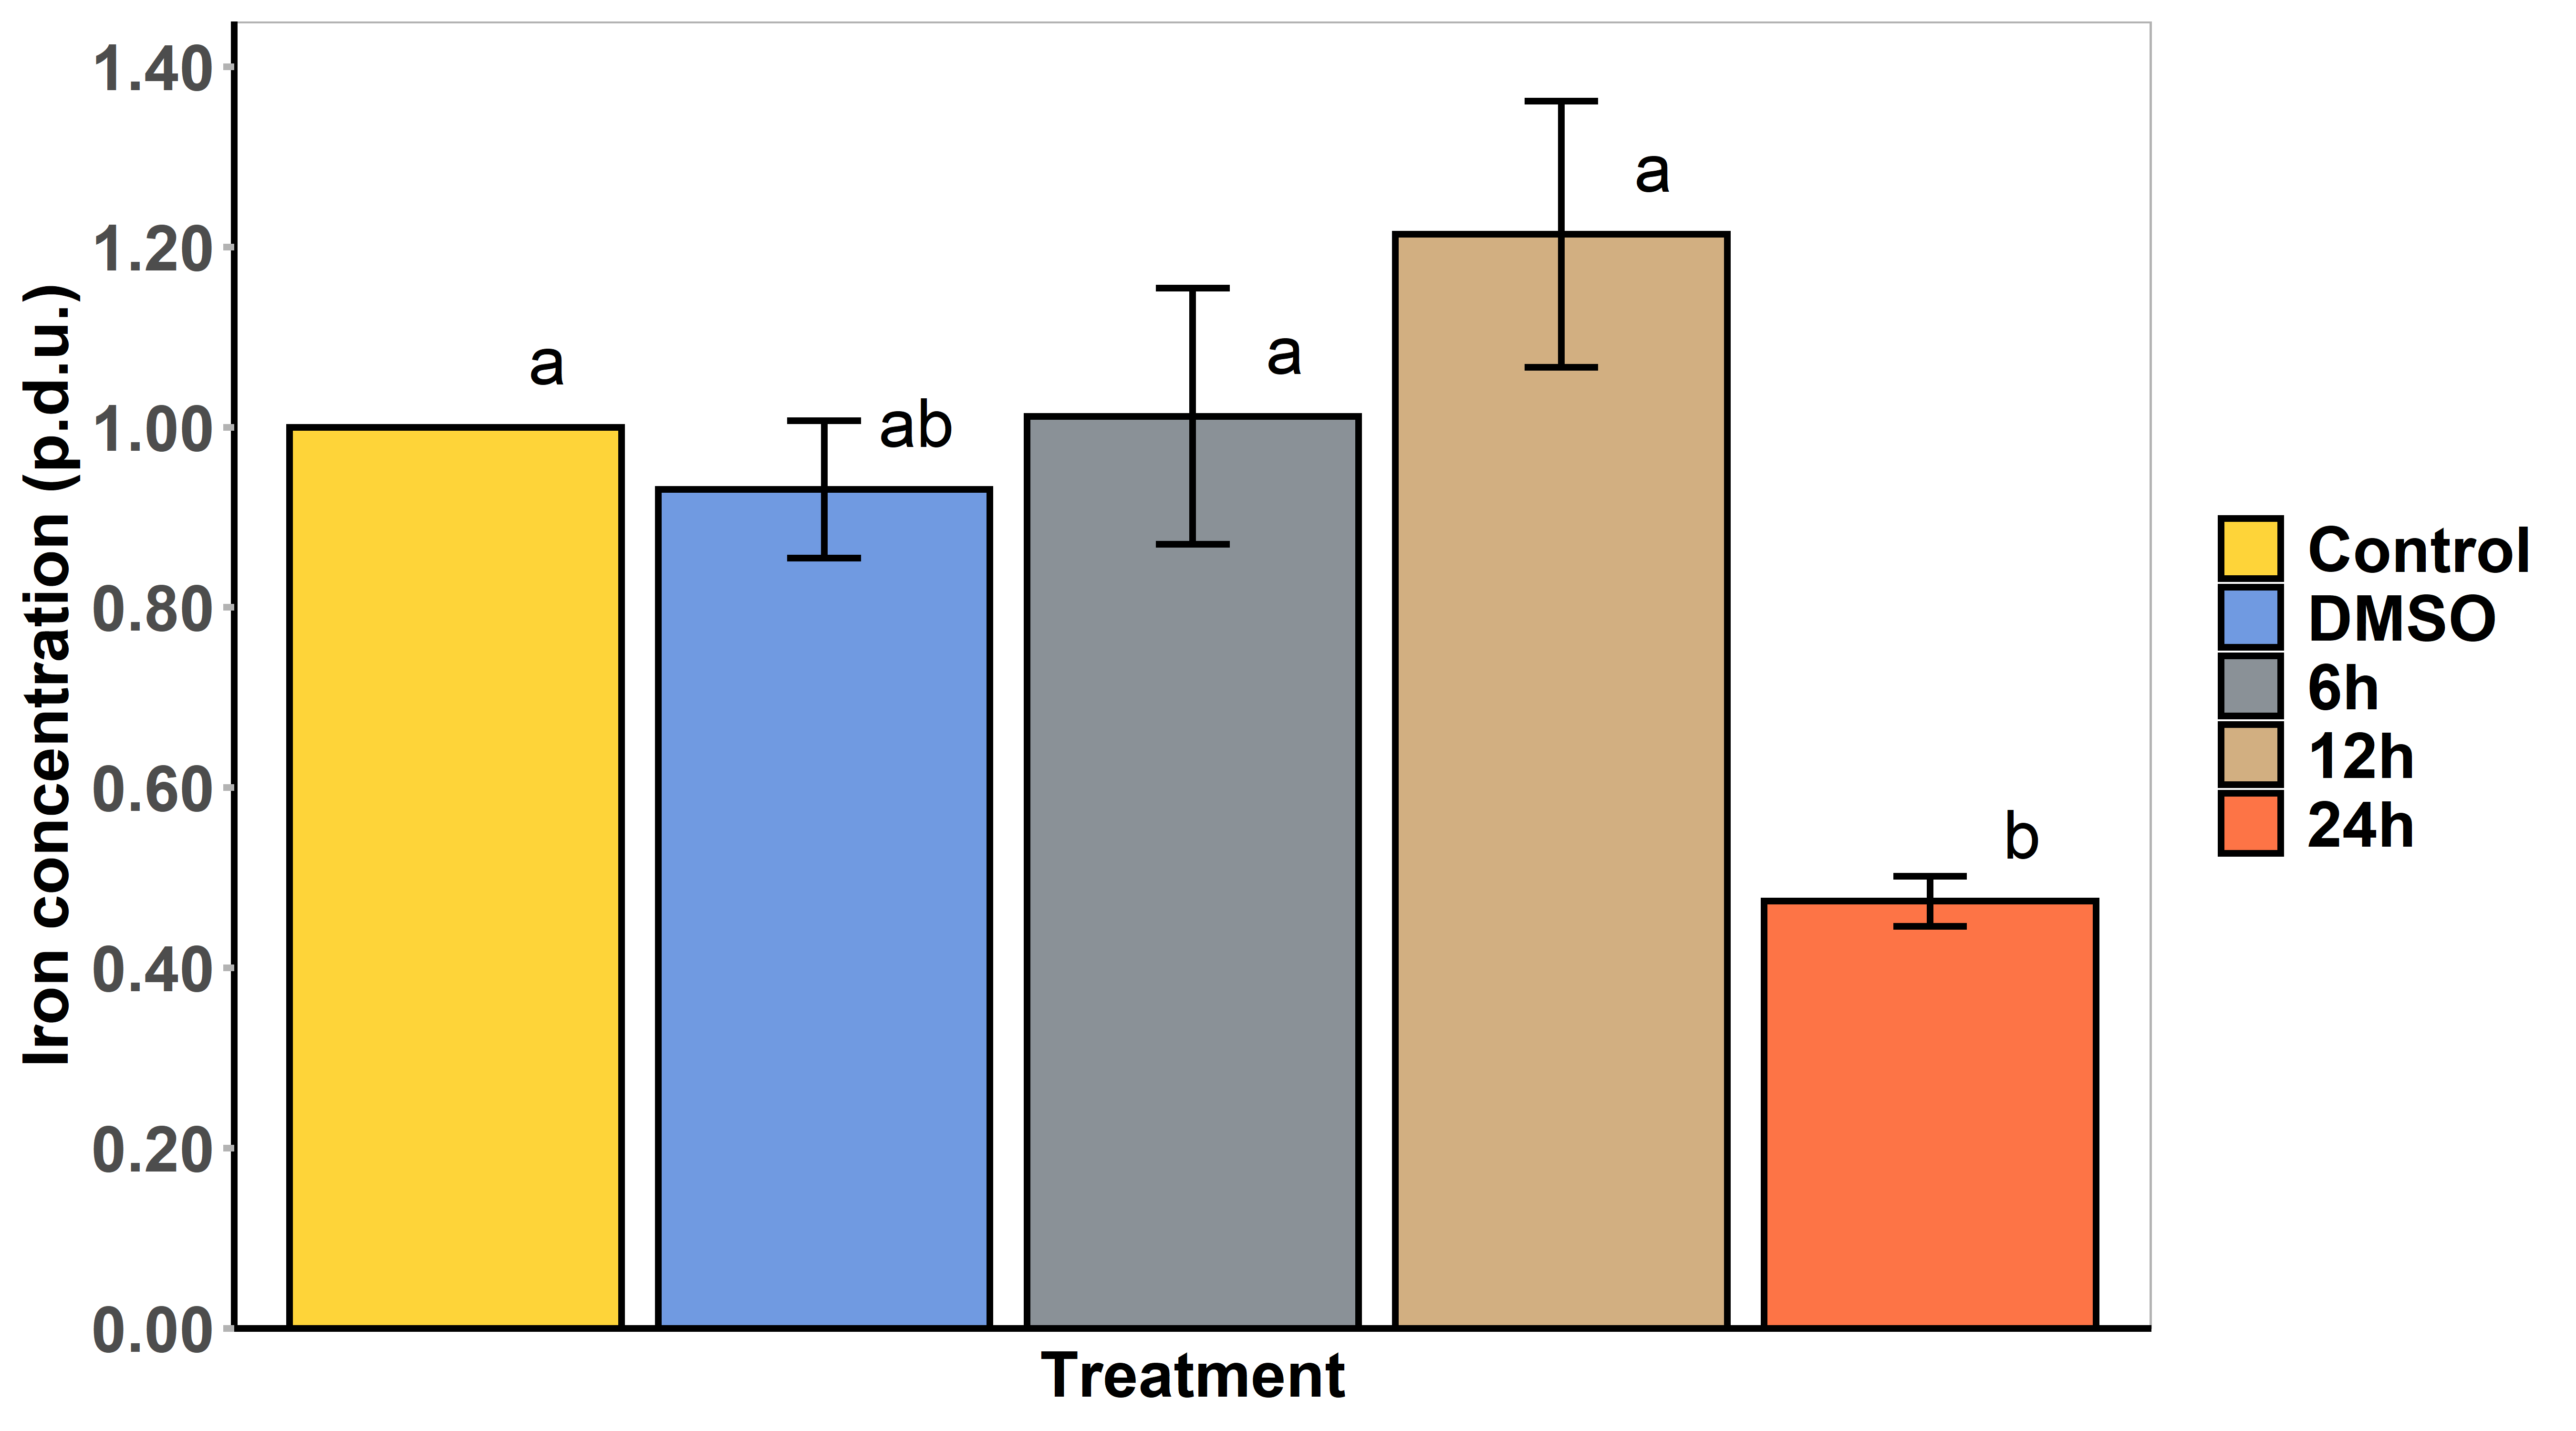 Iron concentration (p.d.u.)
1.40
1.20
1.00
0.80
0.60
0.40
0.20
0.00
a
ab
a
a
b
Treatment
Control
DMSO
6h
12h
24h